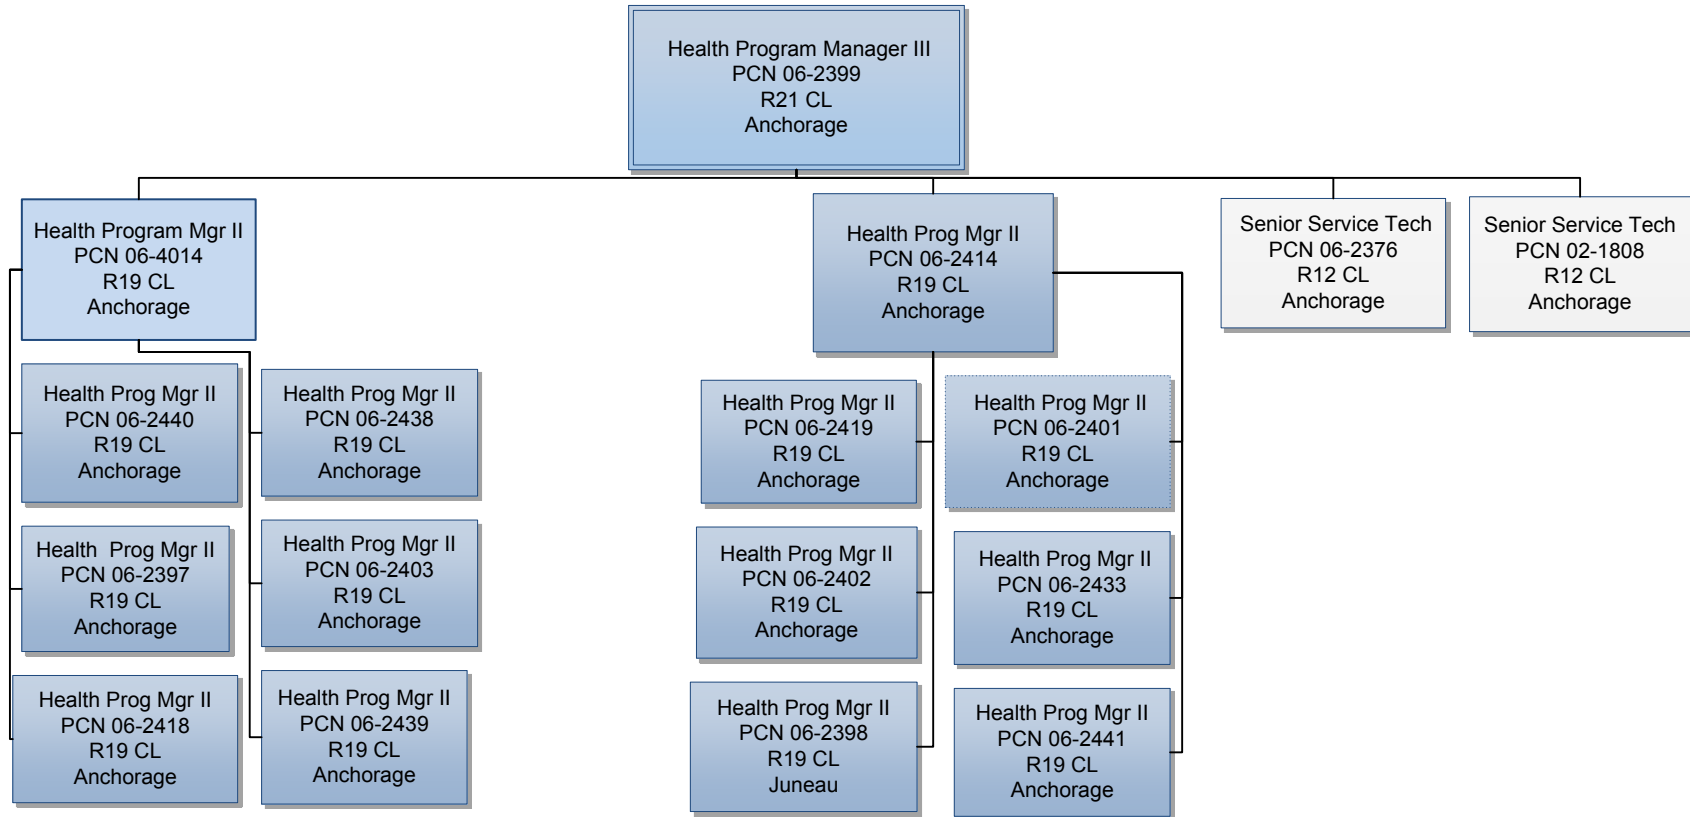 Health Program Manager III
PCN 06-2399
R21 CL
Anchorage
Health Program Mgr II
PCN 06-4014
R19 CL
Anchorage
Health Prog Mgr II
PCN 06-2414
R19 CL
Anchorage
Senior Service Tech
PCN 06-2376
R12 CL
Anchorage
Senior Service Tech
PCN 02-1808
R12 CL
Anchorage
Health Prog Mgr II
PCN 06-2440
R19 CL
Anchorage
Health Prog Mgr II
PCN 06-2438
R19 CL
Anchorage
Health Prog Mgr II
PCN 06-2419
R19 CL
Anchorage
Health Prog Mgr II
PCN 06-2401
R19 CL
Anchorage
Health  Prog Mgr II
PCN 06-2397
R19 CL
Anchorage
Health Prog Mgr II
PCN 06-2403
R19 CL
Anchorage
Health Prog Mgr II
PCN 06-2402
R19 CL
Anchorage
Health Prog Mgr II
PCN 06-2433
R19 CL
Anchorage
Health Prog Mgr II
PCN 06-2418
R19 CL
Anchorage
Health Prog Mgr II
PCN 06-2439
R19 CL
Anchorage
Health Prog Mgr II
PCN 06-2398
R19 CL
Juneau
Health Prog Mgr II
PCN 06-2441
R19 CL
Anchorage